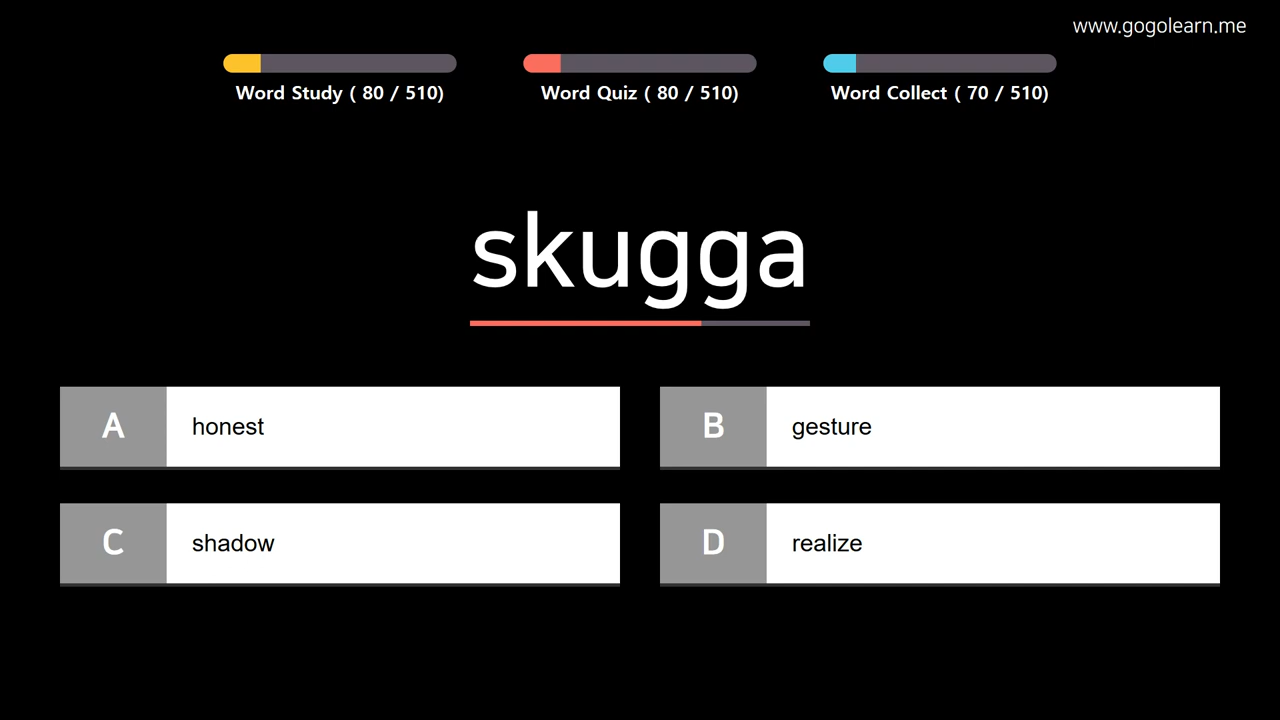 www.gogolearn.me
Word Study ( 80 / 510)
Word Quiz ( 80 / 510)
Word Collect ( 70 / 510)
skugga
A honest
B gesture
C shadow
D realize